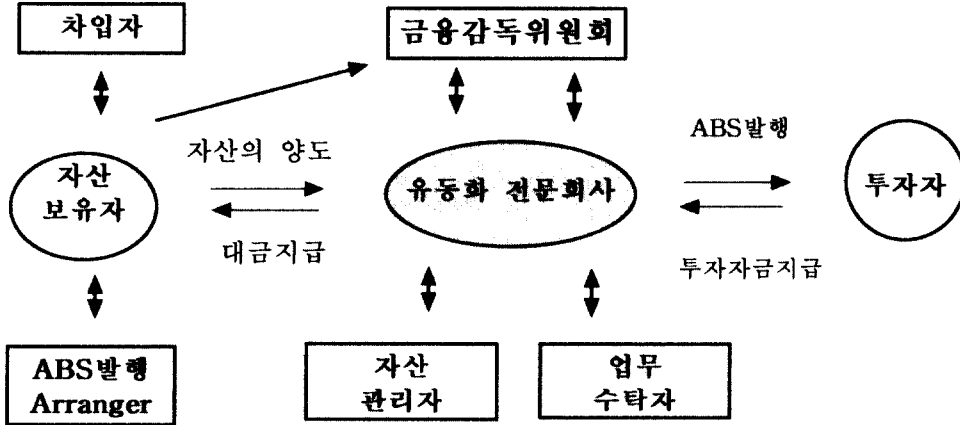 차입자
금융감독위원회
ABS발행
자산의 양도
자산
보유자
유동화 전문회사
투자자
대금지급
투자자금지급
ABS발행
Arranger
자산
관리자
업무
수탁자